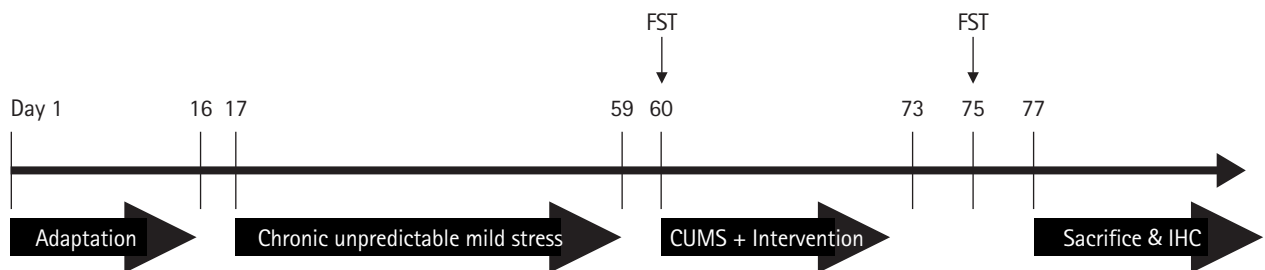 FST FST
Day 1 16 17 59 60 73 75 77
Adaptation Chronic unpredictable mild stress CUMS + Intervention Sacrifice & IHC